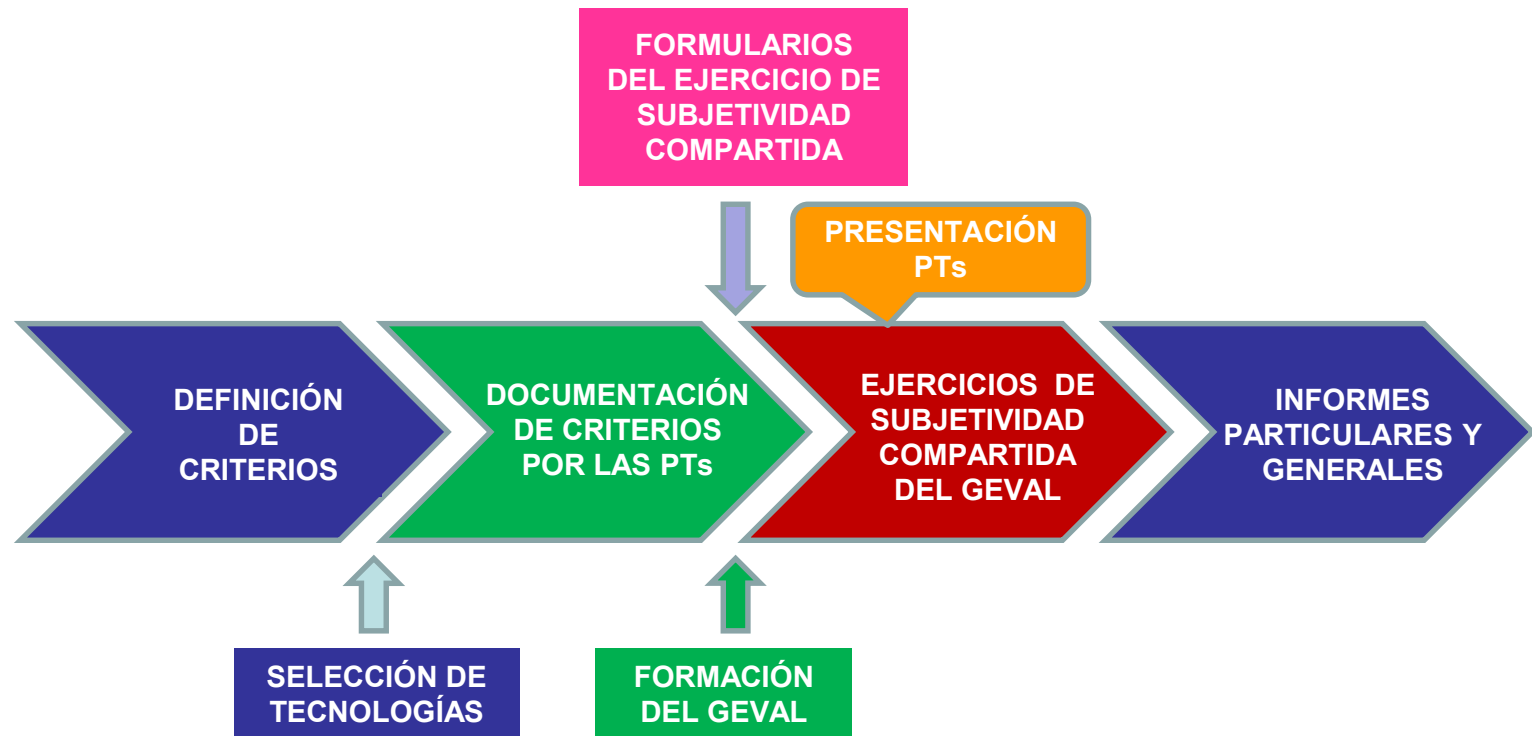 FORMULARIOS
DEL EJERCICIO DE
SUBJETIVIDAD
COMPARTIDA
PRESENTACIÓN
PTs
DEFINICIÓN
DE
CRITERIOS
DOCUMENTACIÓN
DE CRITERIOS
POR LAS PTs
EJERCICIOS DE
SUBJETIVIDAD
COMPARTIDA
DEL GEVAL
INFORMES
PARTICULARES Y
GENERALES
SELECCIÓN DE
TECNOLOGÍAS
FORMACIÓN
DEL GEVAL